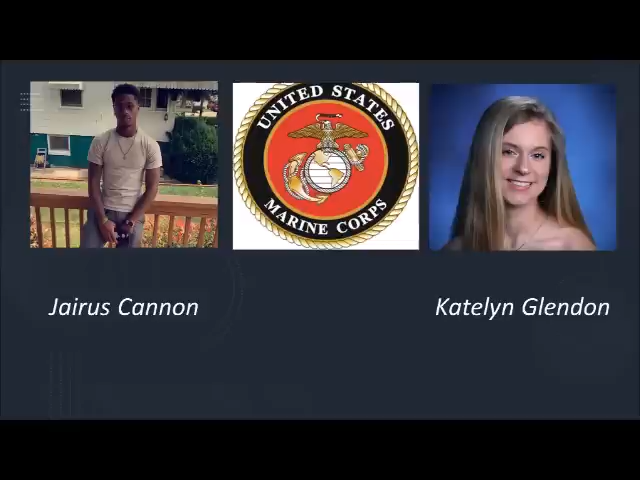 UNITED STATES
MARINE CORPS
Jairus Cannon
Katelyn Glendon